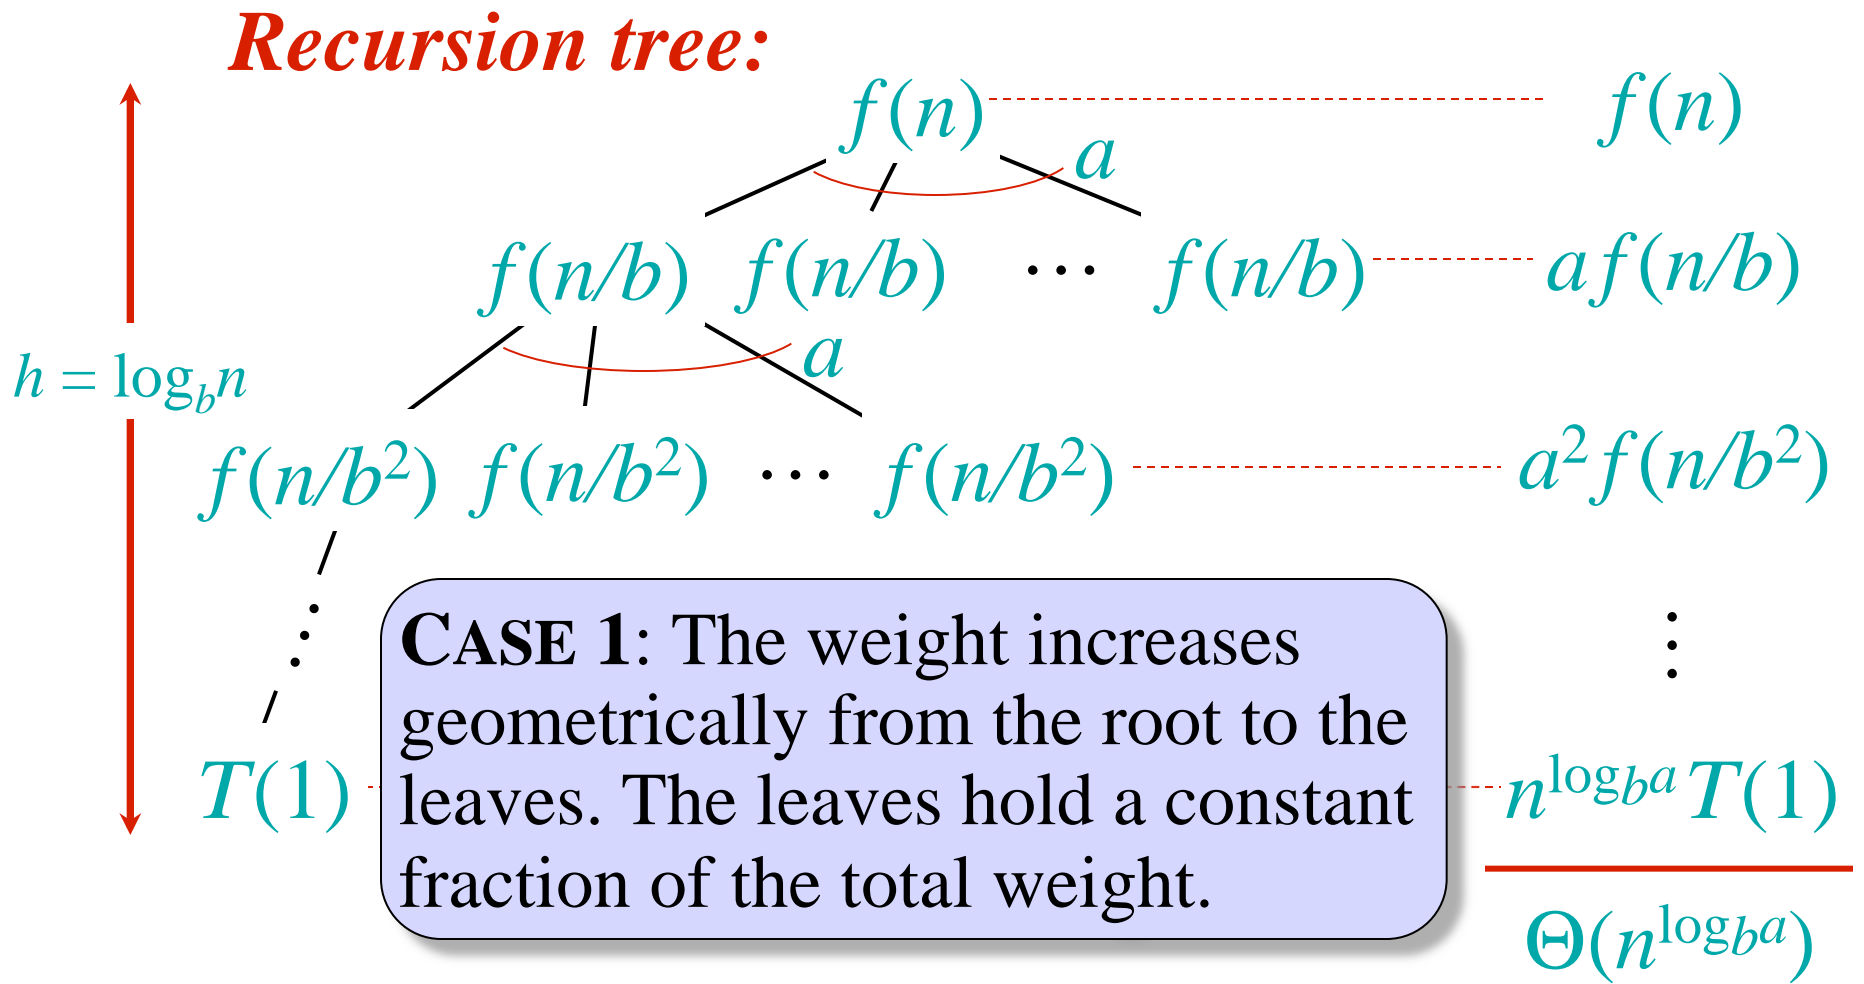 Recursion tree:
f(n) f(n)
a
f(n/b) f(n/b) ⋯ f(n/b) af(n/b)
a
h = log_b n
f(n/b²) f(n/b²) ⋯ f(n/b²) a²f(n/b²)
CASE 1: The weight increases
geometrically from the root to the
leaves. The leaves hold a constant
fraction of the total weight.
T(1) n^{log_b a} T(1)
Θ(n^{log_b a})